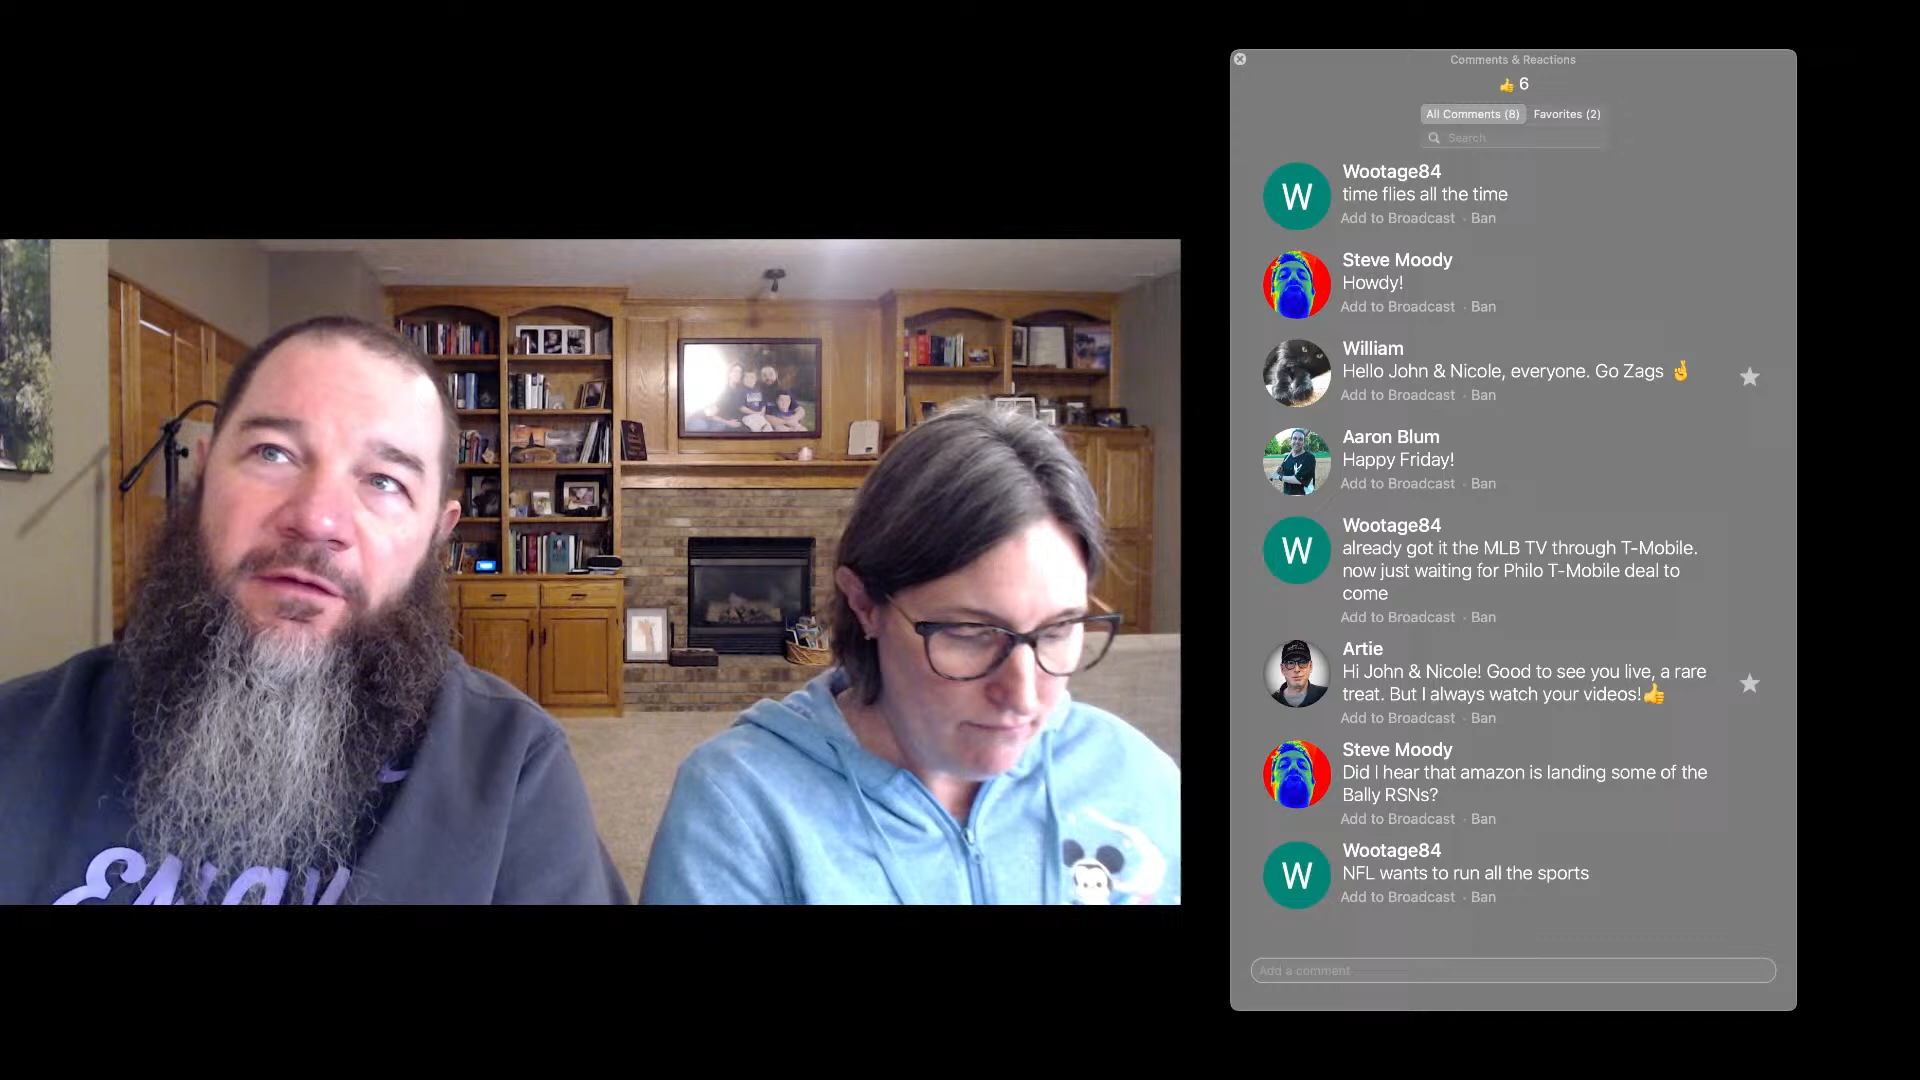 Comments & Reactions
👍 6
All Comments (8) Favorites (2)
Search
W
Wootage84
time flies all the time
Add to Broadcast · Ban
Steve Moody
Howdy!
Add to Broadcast · Ban
William
Hello John & Nicole, everyone. Go Zags 🤞
Add to Broadcast · Ban
Aaron Blum
Happy Friday!
Add to Broadcast · Ban
W
Wootage84
already got it the MLB TV through T-Mobile.
now just waiting for Philo T-Mobile deal to
come
Add to Broadcast · Ban
Artie
Hi John & Nicole! Good to see you live, a rare
treat. But I always watch your videos!👍
Add to Broadcast · Ban
Steve Moody
Did I hear that amazon is landing some of the
Bally RSNs?
Add to Broadcast · Ban
W
Wootage84
NFL wants to run all the sports
Add to Broadcast · Ban
Add a comment